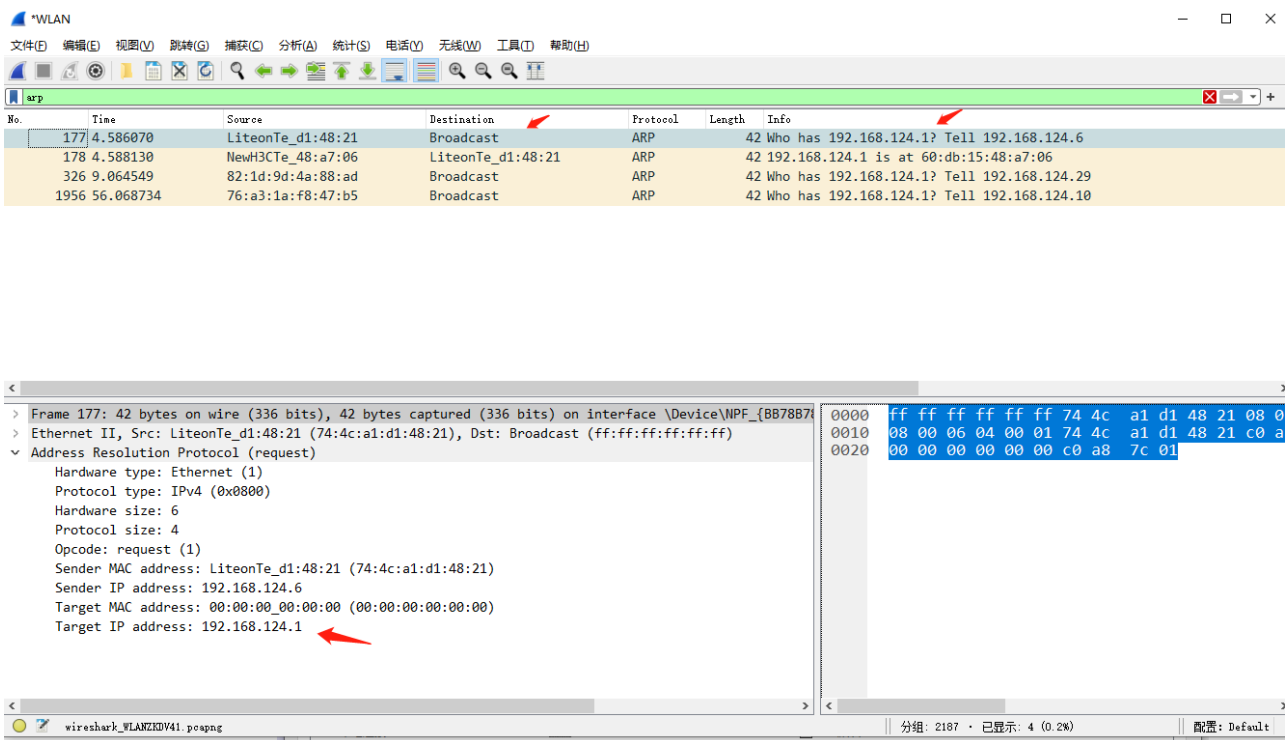 *WLAN
文件(F) 编辑(E) 视图(V) 跳转(G) 捕获(C) 分析(A) 统计(S) 电话(Y) 无线(W) 工具(T) 帮助(H)
arp
No. Time Source Destination Protocol Length Info
177 4.586070 LiteonTe_d1:48:21 Broadcast ARP 42 Who has 192.168.124.1? Tell 192.168.124.6
178 4.588130 NewH3CTe_48:a7:06 LiteonTe_d1:48:21 ARP 42 192.168.124.1 is at 60:db:15:48:a7:06
326 9.064549 82:1d:9d:4a:88:ad Broadcast ARP 42 Who has 192.168.124.1? Tell 192.168.124.29
1956 56.068734 76:a3:1a:f8:47:b5 Broadcast ARP 42 Who has 192.168.124.1? Tell 192.168.124.10
Frame 177: 42 bytes on wire (336 bits), 42 bytes captured (336 bits) on interface \Device\NPF_{BB78B78
Ethernet II, Src: LiteonTe_d1:48:21 (74:4c:a1:d1:48:21), Dst: Broadcast (ff:ff:ff:ff:ff:ff)
Address Resolution Protocol (request)
Hardware type: Ethernet (1)
Protocol type: IPv4 (0x0800)
Hardware size: 6
Protocol size: 4
Opcode: request (1)
Sender MAC address: LiteonTe_d1:48:21 (74:4c:a1:d1:48:21)
Sender IP address: 192.168.124.6
Target MAC address: 00:00:00_00:00:00 (00:00:00:00:00:00)
Target IP address: 192.168.124.1
0000 ff ff ff ff ff ff 74 4c a1 d1 48 21 08 0
0010 08 00 06 04 00 01 74 4c a1 d1 48 21 c0 a
0020 00 00 00 00 00 00 c0 a8 7c 01
wireshark_WLANZKDV41.pcapng
分组: 2187 · 已显示: 4 (0.2%)
配置: Default